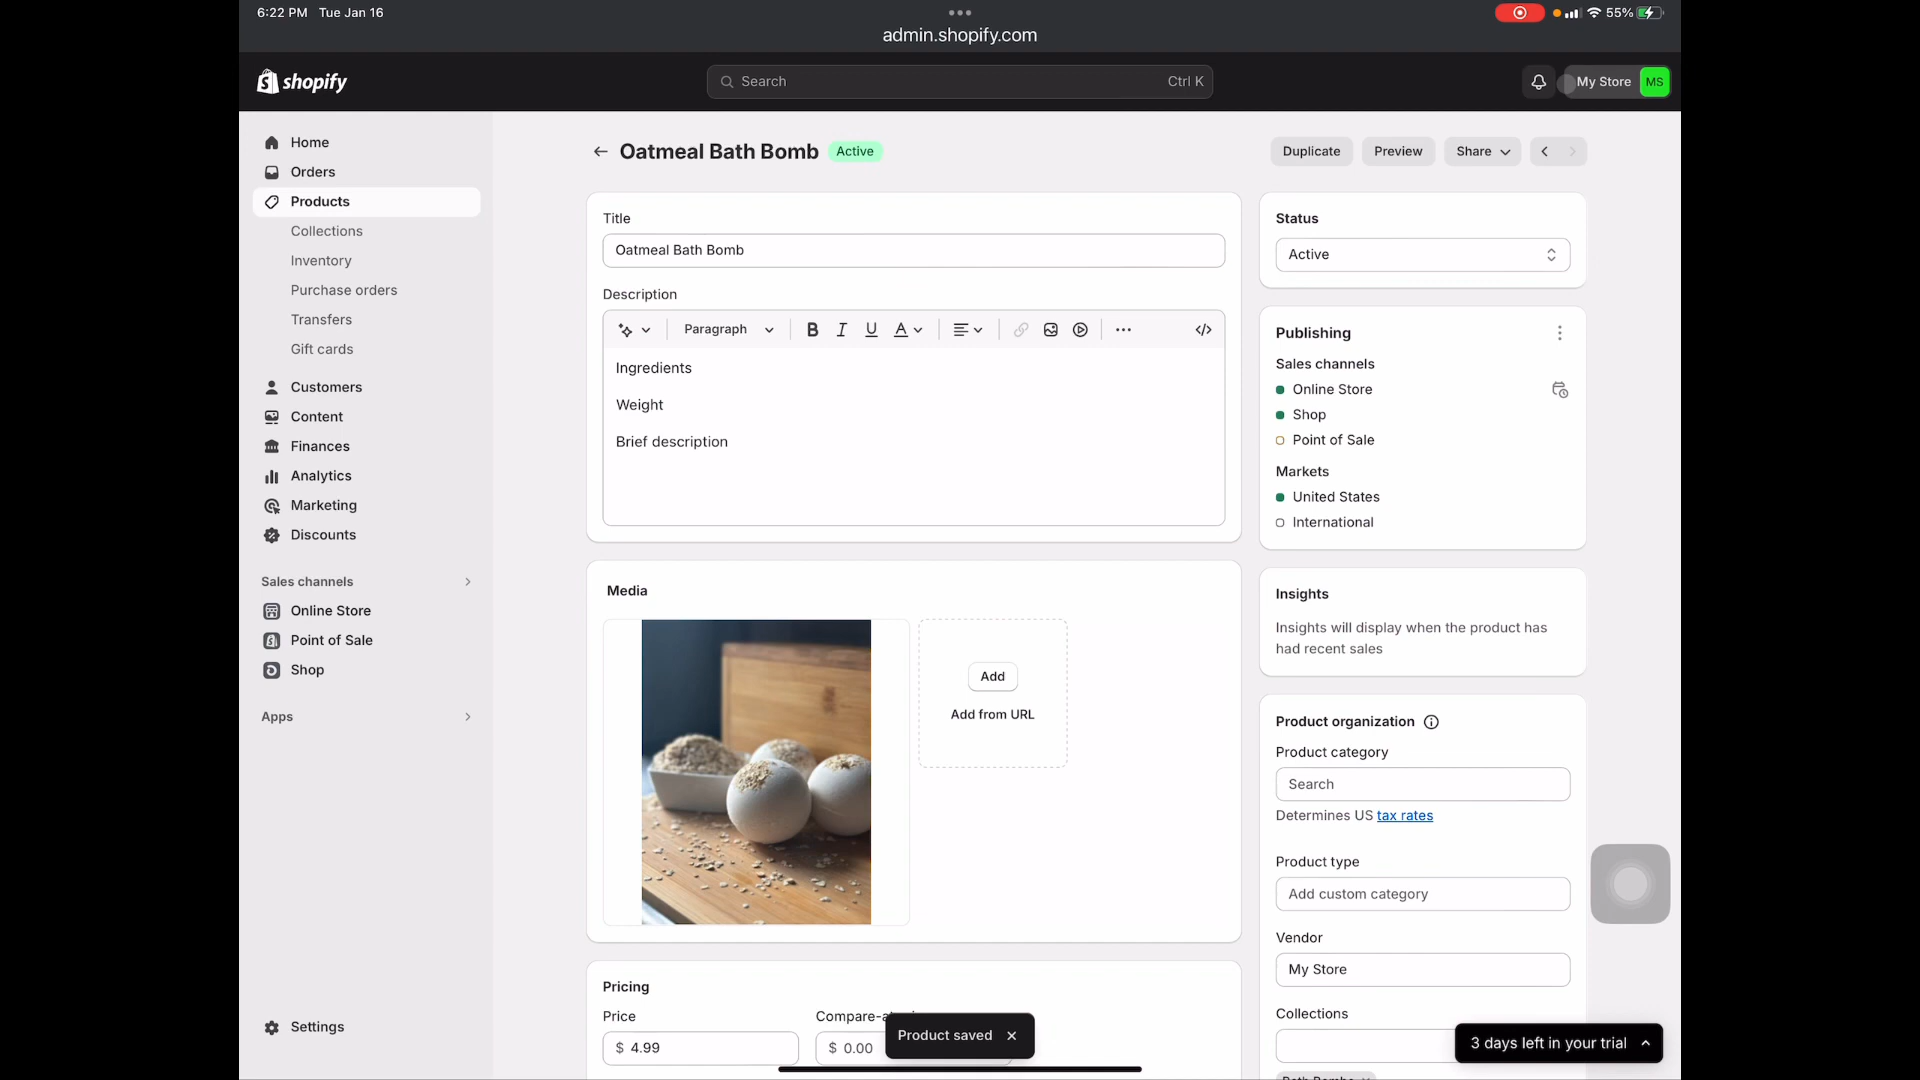 6:22 PM Tue Jan 16
55%
admin.shopify.com
shopify
Search Ctrl K
My Store MS
Home
Orders
Products
Collections
Inventory
Purchase orders
Transfers
Gift cards
Customers
Content
Finances
Analytics
Marketing
Discounts
Sales channels
Online Store
Point of Sale
Shop
Apps
Settings
Oatmeal Bath Bomb Active
Duplicate Preview Share
Title
Oatmeal Bath Bomb
Description
Paragraph B I U A
Ingredients
Weight
Brief description
Media
Add
Add from URL
Pricing
Price
$ 4.99
$ 0.00
Product saved
Status
Active
Publishing
Sales channels
Online Store
Shop
Point of Sale
Markets
United States
International
Insights
Insights will display when the product has
had recent sales
Product organization
Product category
Search
Determines US tax rates
Product type
Add custom category
Vendor
My Store
Collections
3 days left in your trial